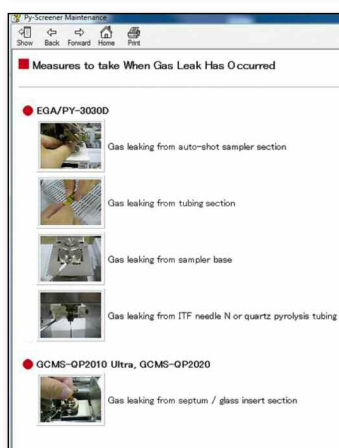 Py-Screener Maintenance
Show Back Forward Home Print
Measures to take When Gas Leak Has Occurred
EGA/PY-3030D
Gas leaking from auto-shot sampler section
Gas leaking from tubing section
Gas leaking from sampler base
Gas leaking from ITF needle N or quartz pyrolysis tubing
GCMS-QP2010 Ultra, GCMS-QP2020
Gas leaking from septum / glass insert section